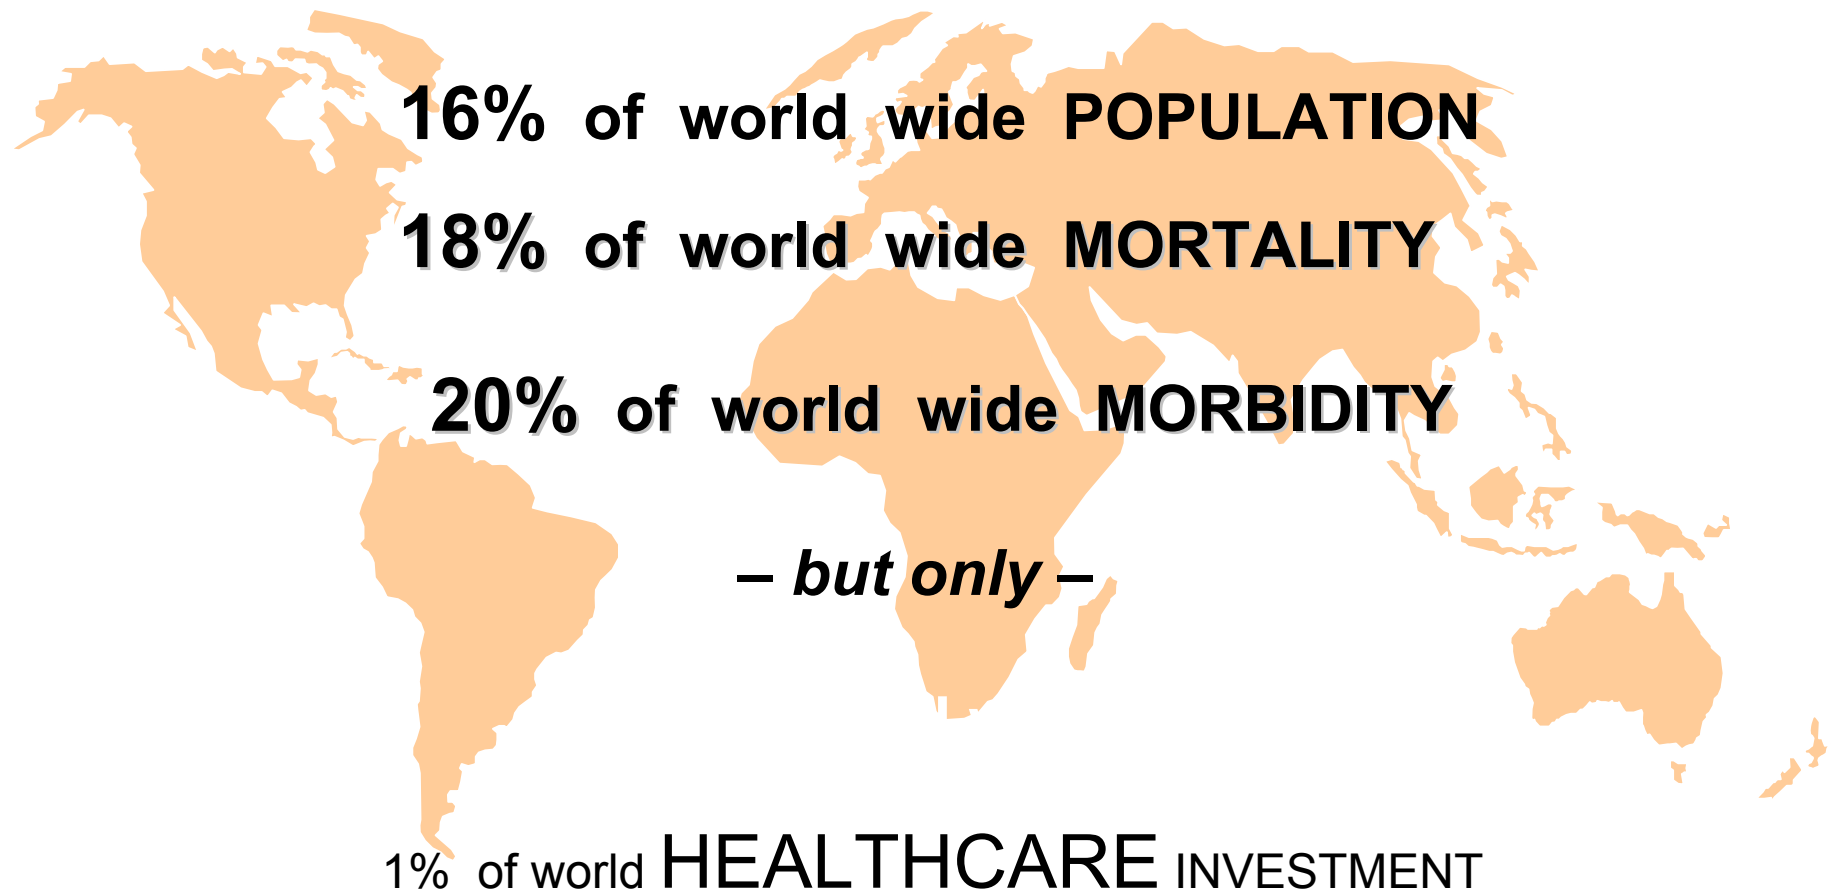 16% of world wide POPULATION
18% of world wide MORTALITY
20% of world wide MORBIDITY
– but only –
1% of world HEALTHCARE INVESTMENT